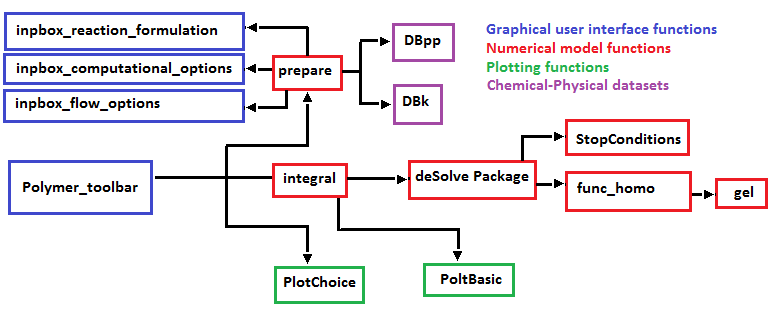 inpbox_reaction_formulation
inpbox_computational_options
inpbox_flow_options
prepare
DBpp
DBk
Graphical user interface functions
Numerical model functions
Plotting functions
Chemical-Physical datasets
Polymer_toolbar
integral
deSolve Package
StopConditions
func_homo
gel
PlotChoice
PoltBasic